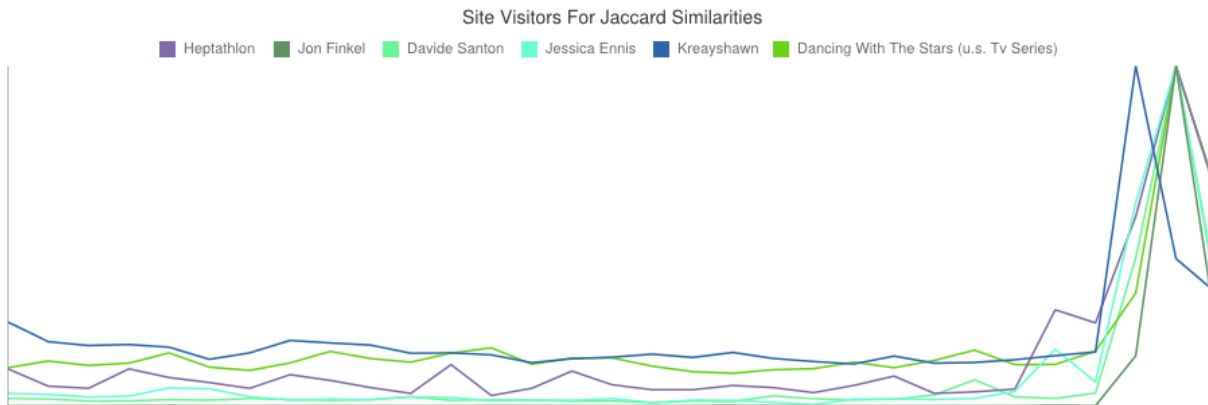 Site Visitors For Jaccard Similarities
Heptathlon Jon Finkel Davide Santon Jessica Ennis Kreayshawn Dancing With The Stars (u.s. Tv Series)